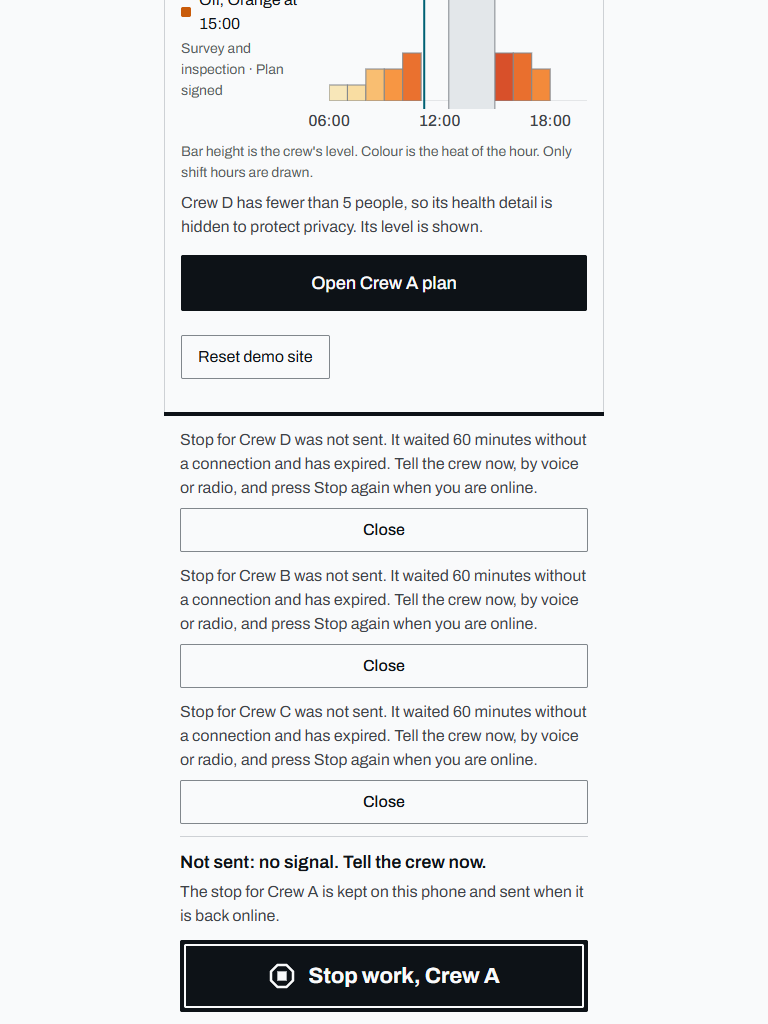 Off, Orange at
15:00
Survey and
inspection · Plan
signed
06:00 12:00 18:00
Bar height is the crew's level. Colour is the heat of the hour. Only
shift hours are drawn.
Crew D has fewer than 5 people, so its health detail is
hidden to protect privacy. Its level is shown.
Open Crew A plan
Reset demo site
Stop for Crew D was not sent. It waited 60 minutes without
a connection and has expired. Tell the crew now, by voice
or radio, and press Stop again when you are online.
Close
Stop for Crew B was not sent. It waited 60 minutes without
a connection and has expired. Tell the crew now, by voice
or radio, and press Stop again when you are online.
Close
Stop for Crew C was not sent. It waited 60 minutes without
a connection and has expired. Tell the crew now, by voice
or radio, and press Stop again when you are online.
Close
Not sent: no signal. Tell the crew now.
The stop for Crew A is kept on this phone and sent when it
is back online.
Stop work, Crew A